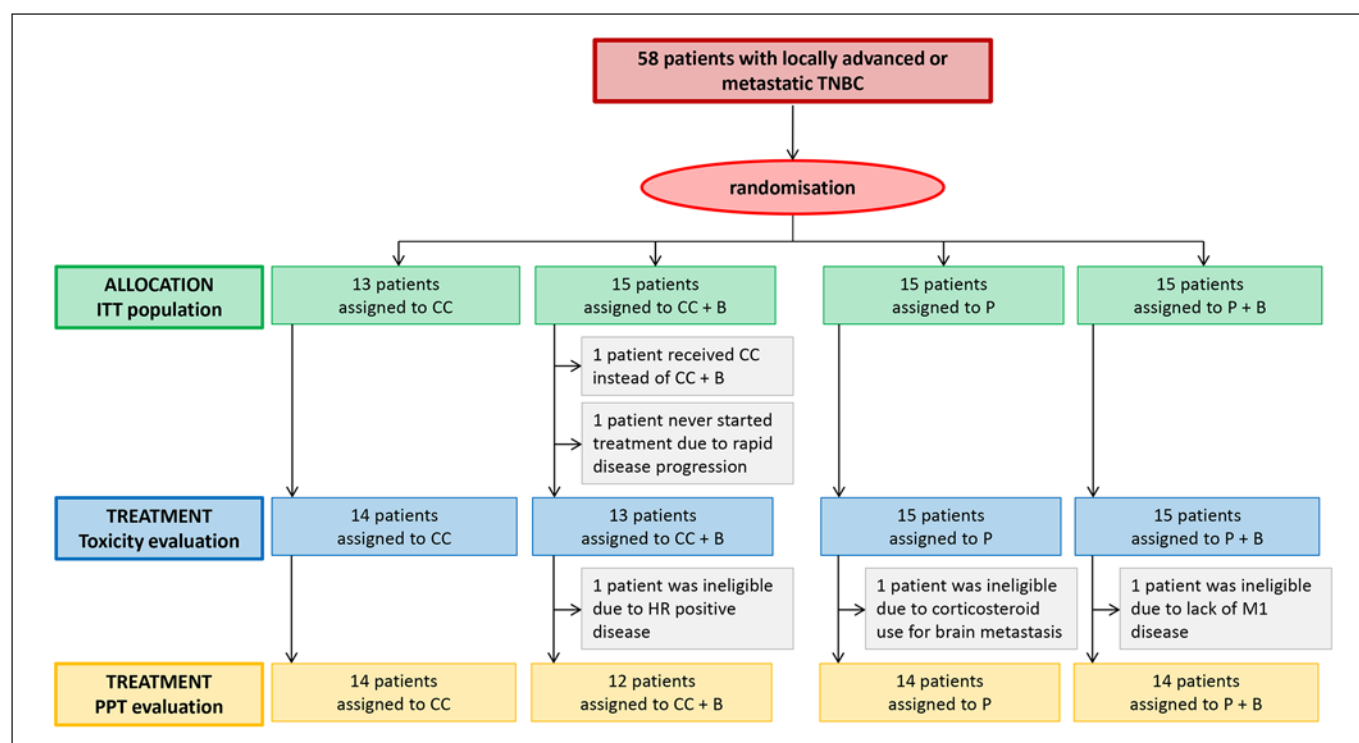 58 patients with locally advanced or
metastatic TNBC
randomisation
ALLOCATION
ITT population
13 patients
assigned to CC
15 patients
assigned to CC + B
15 patients
assigned to P
15 patients
assigned to P + B
1 patient received CC
instead of CC + B
1 patient never started
treatment due to rapid
disease progression
TREATMENT
Toxicity evaluation
14 patients
assigned to CC
13 patients
assigned to CC + B
15 patients
assigned to P
15 patients
assigned to P + B
1 patient was ineligible
due to HR positive
disease
1 patient was ineligible
due to corticosteroid
use for brain metastasis
1 patient was ineligible
due to lack of M1
disease
TREATMENT
PPT evaluation
14 patients
assigned to CC
12 patients
assigned to CC + B
14 patients
assigned to P
14 patients
assigned to P + B